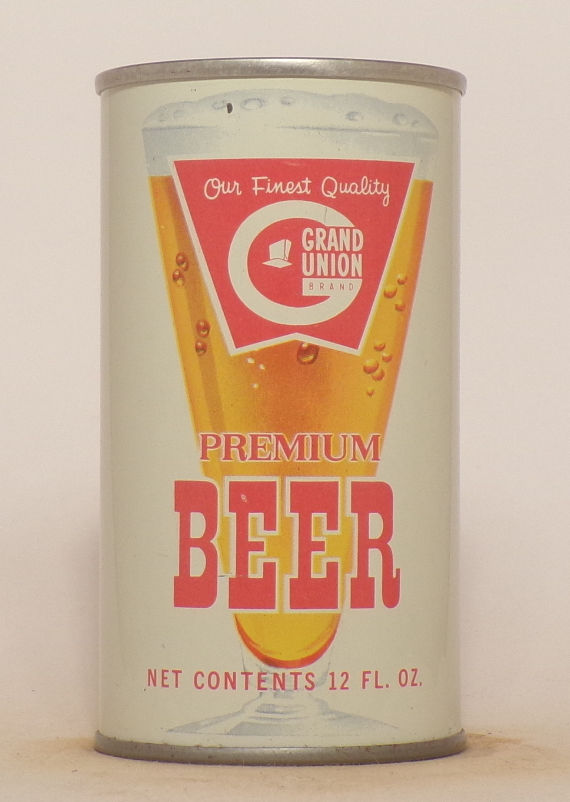 Our Finest Quality
GRAND
UNION
BRAND
PREMIUM
BEER
NET CONTENTS 12 FL. OZ.